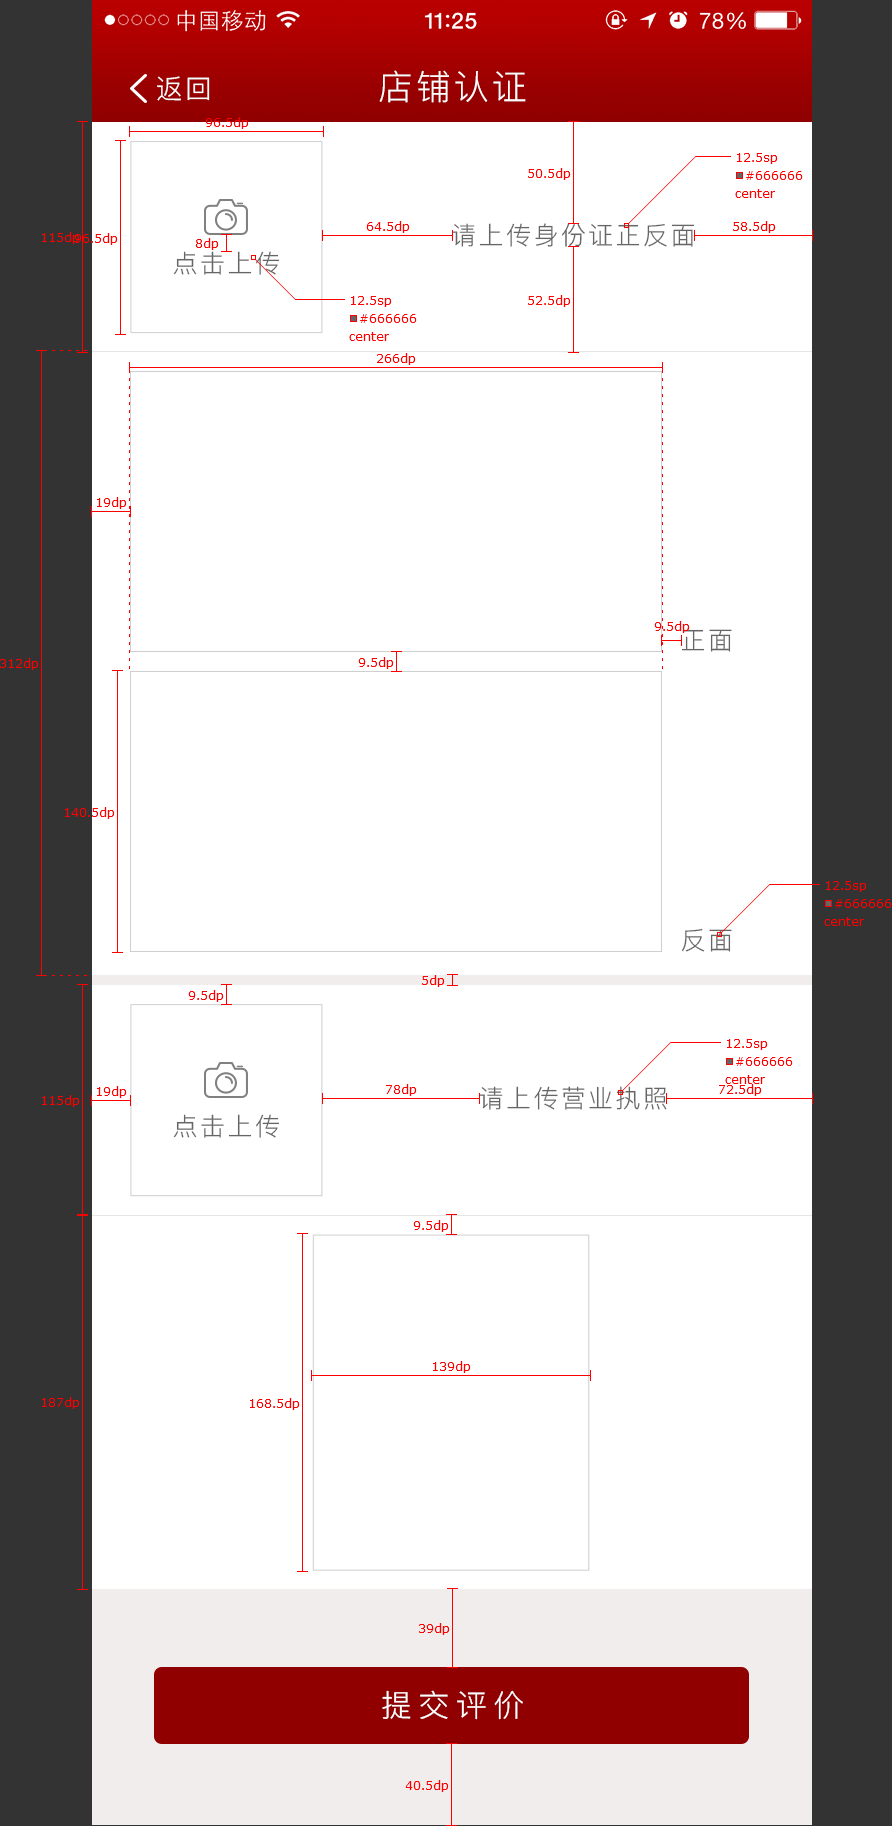 中国移动 11:25 78%
返回 店铺认证
96.5dp
50.5dp
12.5sp
#666666
center
115dp
96.5dp
8dp
点击上传
64.5dp
请上传身份证正反面
58.5dp
12.5sp
#666666
center
52.5dp
266dp
19dp
9.5dp
正面
312dp
9.5dp
140.5dp
反面
12.5sp
#666666
center
5dp
9.5dp
12.5sp
#666666
center
115dp
19dp
点击上传
78dp
请上传营业执照
72.5dp
9.5dp
139dp
187dp
168.5dp
39dp
提交评价
40.5dp